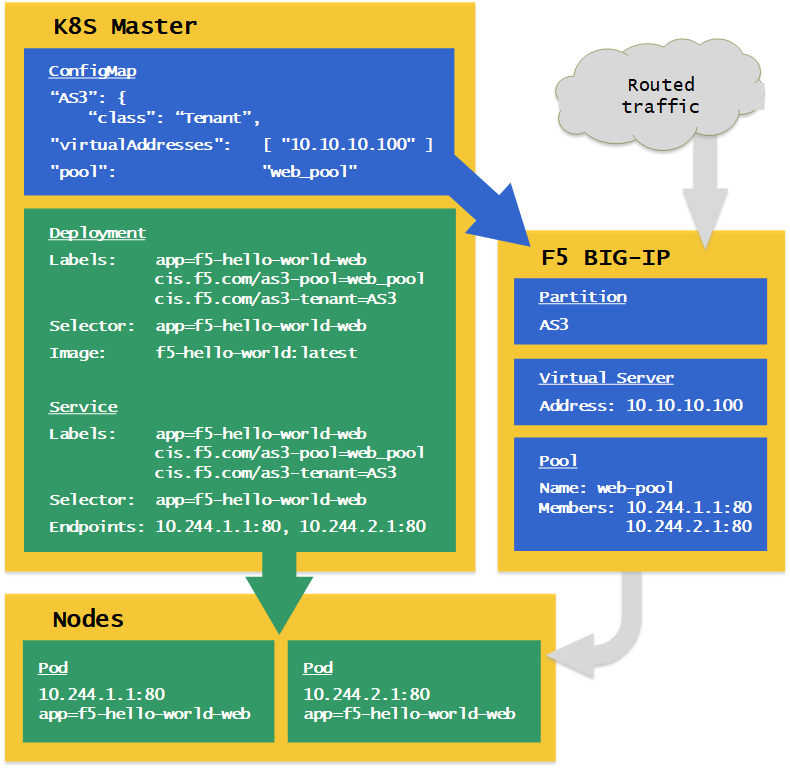 K8S Master
ConfigMap
“AS3”: {
“class”: “Tenant”,
"virtualAddresses": [ "10.10.10.100" ]
"pool": "web_pool"
Deployment
Labels: app=f5-hello-world-web
cis.f5.com/as3-pool=web_pool
cis.f5.com/as3-tenant=AS3
Selector: app=f5-hello-world-web
Image: f5-hello-world:latest
Service
Labels: app=f5-hello-world-web
cis.f5.com/as3-pool=web_pool
cis.f5.com/as3-tenant=AS3
Selector: app=f5-hello-world-web
Endpoints: 10.244.1.1:80, 10.244.2.1:80
Routed
traffic
F5 BIG-IP
Partition
AS3
Virtual Server
Address: 10.10.10.100
Pool
Name: web-pool
Members: 10.244.1.1:80
10.244.2.1:80
Nodes
Pod
10.244.1.1:80
app=f5-hello-world-web
Pod
10.244.2.1:80
app=f5-hello-world-web